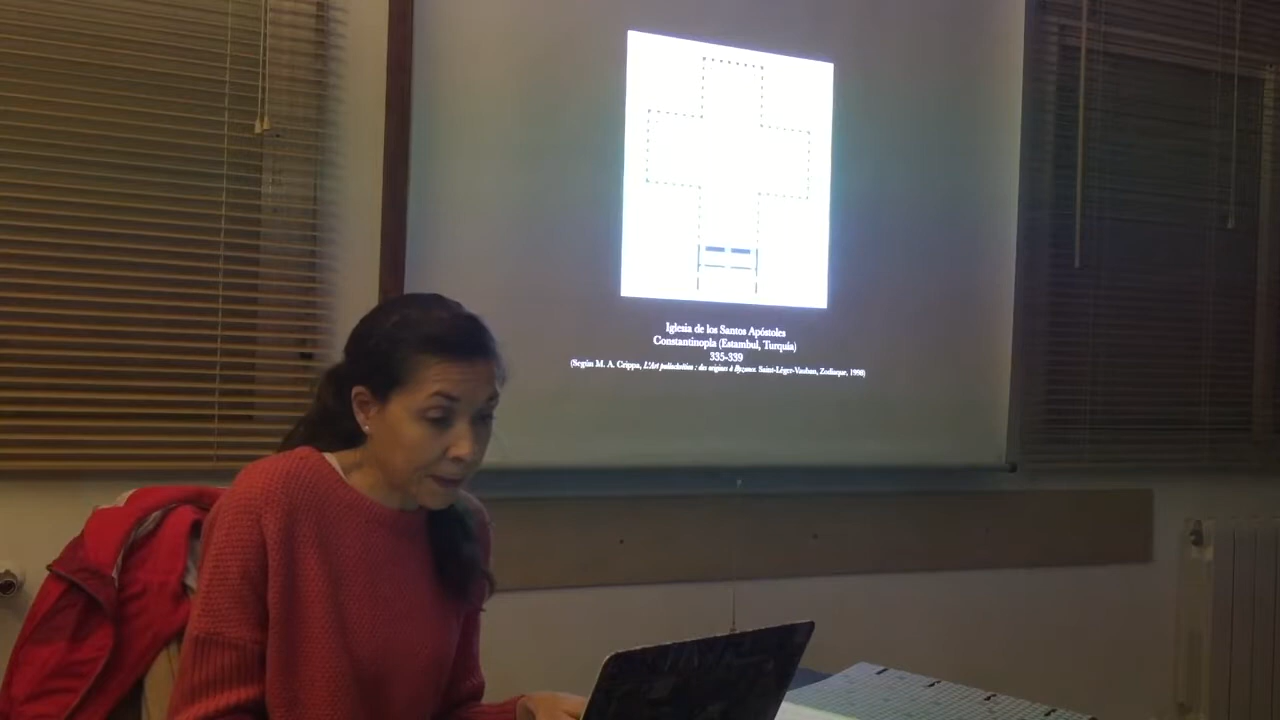 Iglesia de los Santos Apóstoles
Constantinopla (Estambul, Turquía)
335-339
(Según M. A. Crippa, L'Art paléochrétien : des origines à Byzance. Saint-Léger-Vauban, Zodiaque, 1998)